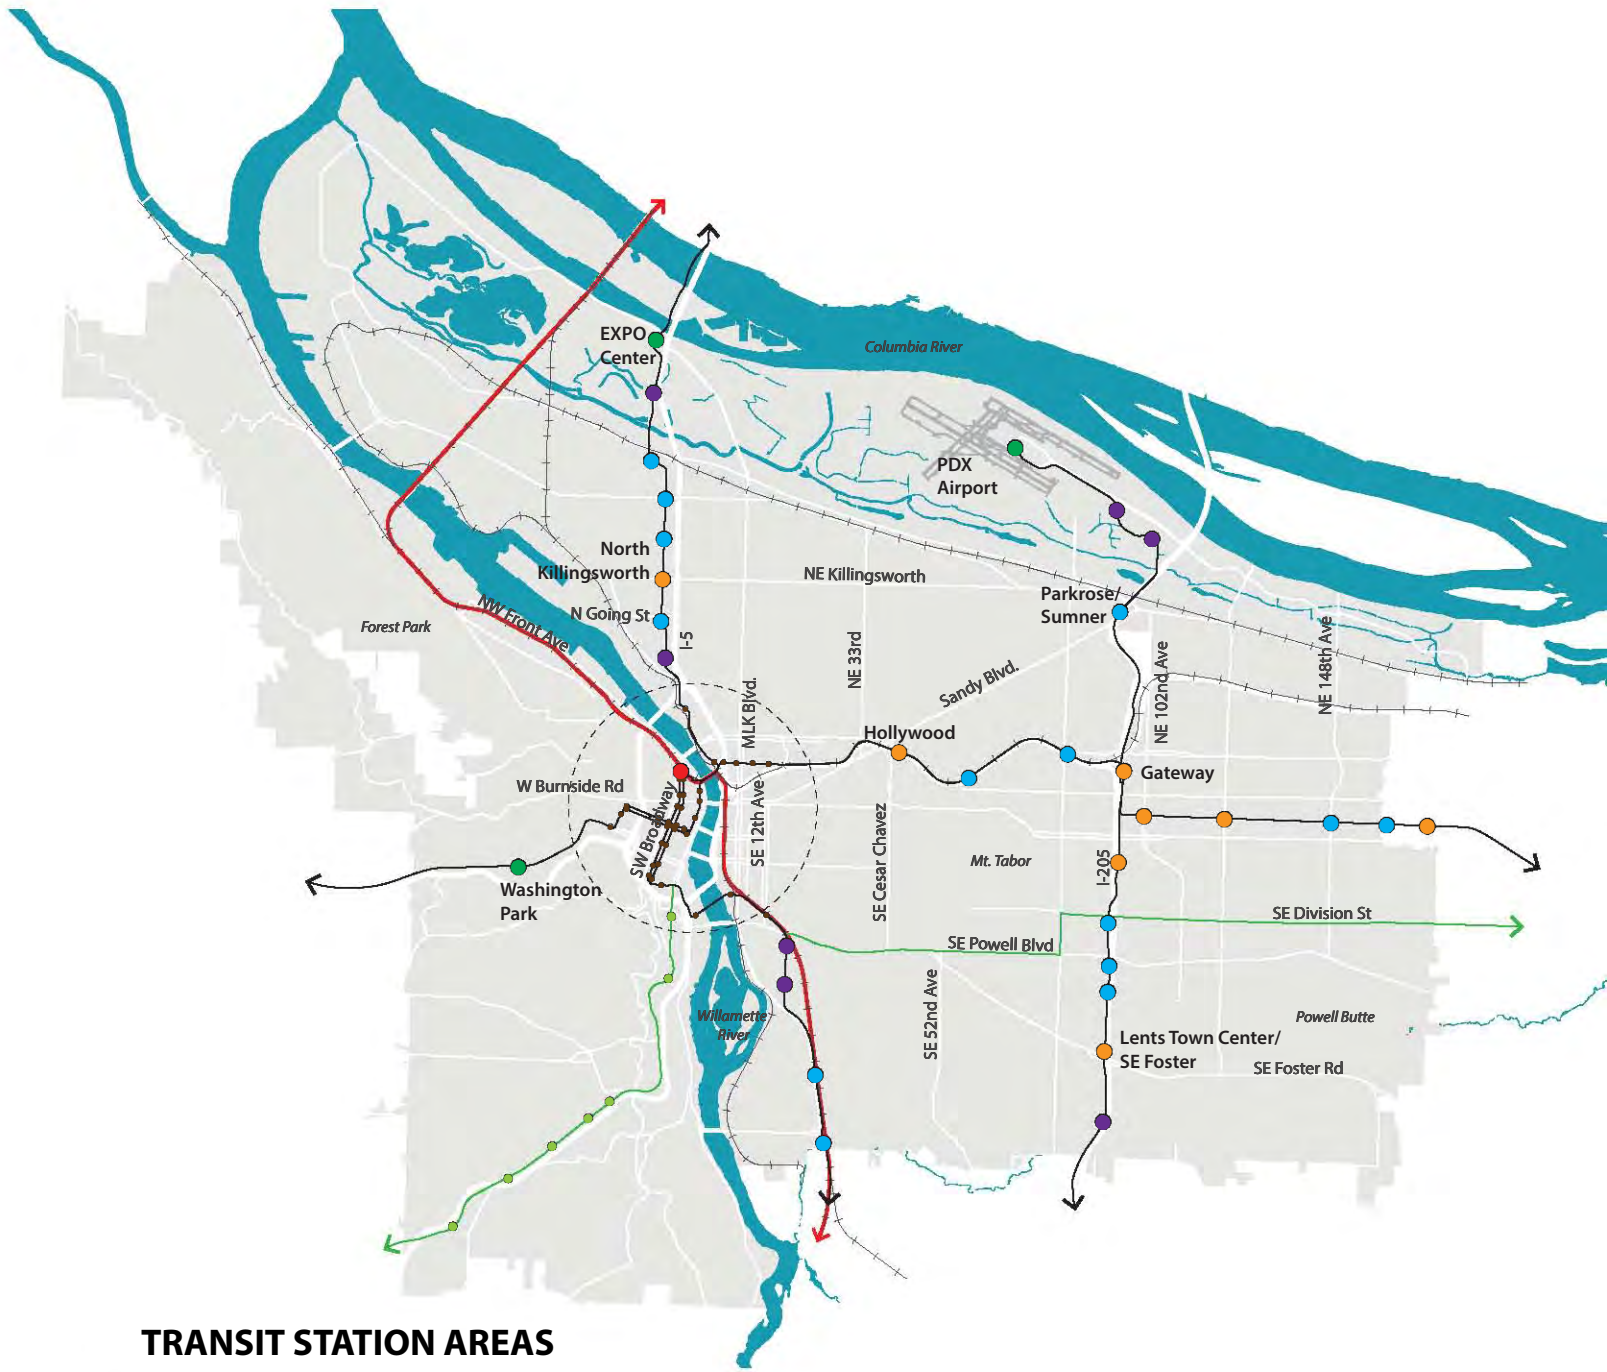 EXPO
Center
Columbia River
PDX
Airport
North
Killingsworth
NE Killingsworth
Parkrose/
Sumner
N Going St
NW Front Ave
Forest Park
I-5
NE 33rd
Sandy Blvd.
NE 102nd Ave
NE 148th Ave
MLK Blvd.
Hollywood
Gateway
W Burnside Rd
SW Broadway
SE 12th Ave
SE Cesar Chavez
Mt. Tabor
I-205
Washington
Park
SE Division St
SE Powell Blvd
SE 52nd Ave
Willamette
River
Powell Butte
Lents Town Center/
SE Foster
SE Foster Rd
TRANSIT STATION AREAS